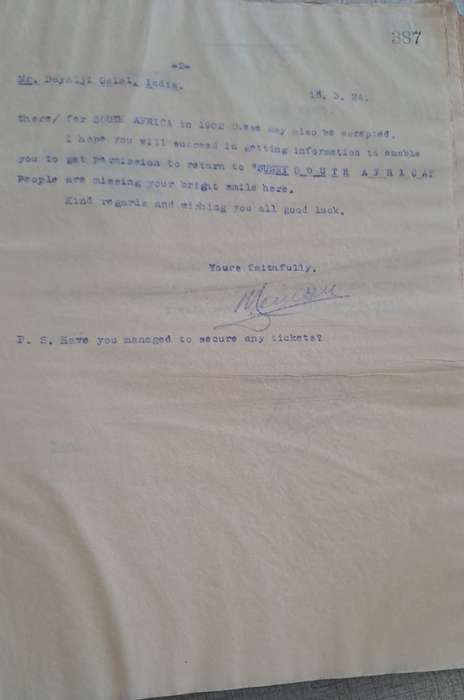 387
-2-
Mr. Dayalji Galal, India. 18. 3. 24.
there/ for SOUTH AFRICA in 1902 these may also be accepted.
I hope you will succeed in getting information to enable
you to get permission to return to "SUNNY S O U T H A F R I C A"
People are missing your bright smile here.
Kind regards and wishing you all good luck.
Yours faithfully,
P. S. Have you managed to secure any tickets?